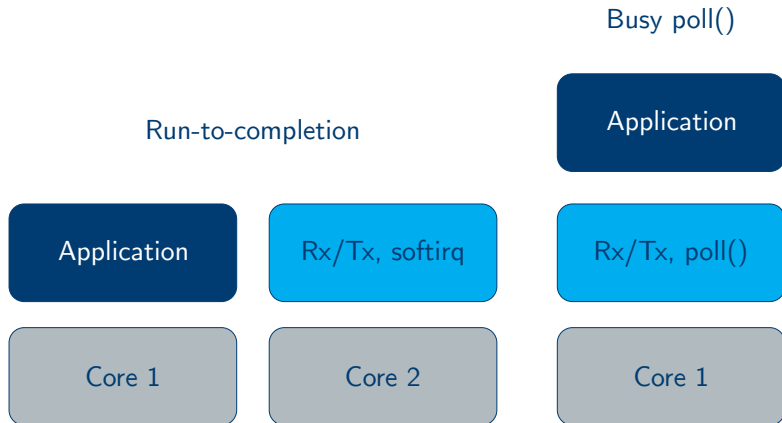 Run-to-completion
Application
Rx/Tx, softirq
Core 1
Core 2
Busy poll()
Application
Rx/Tx, poll()
Core 1